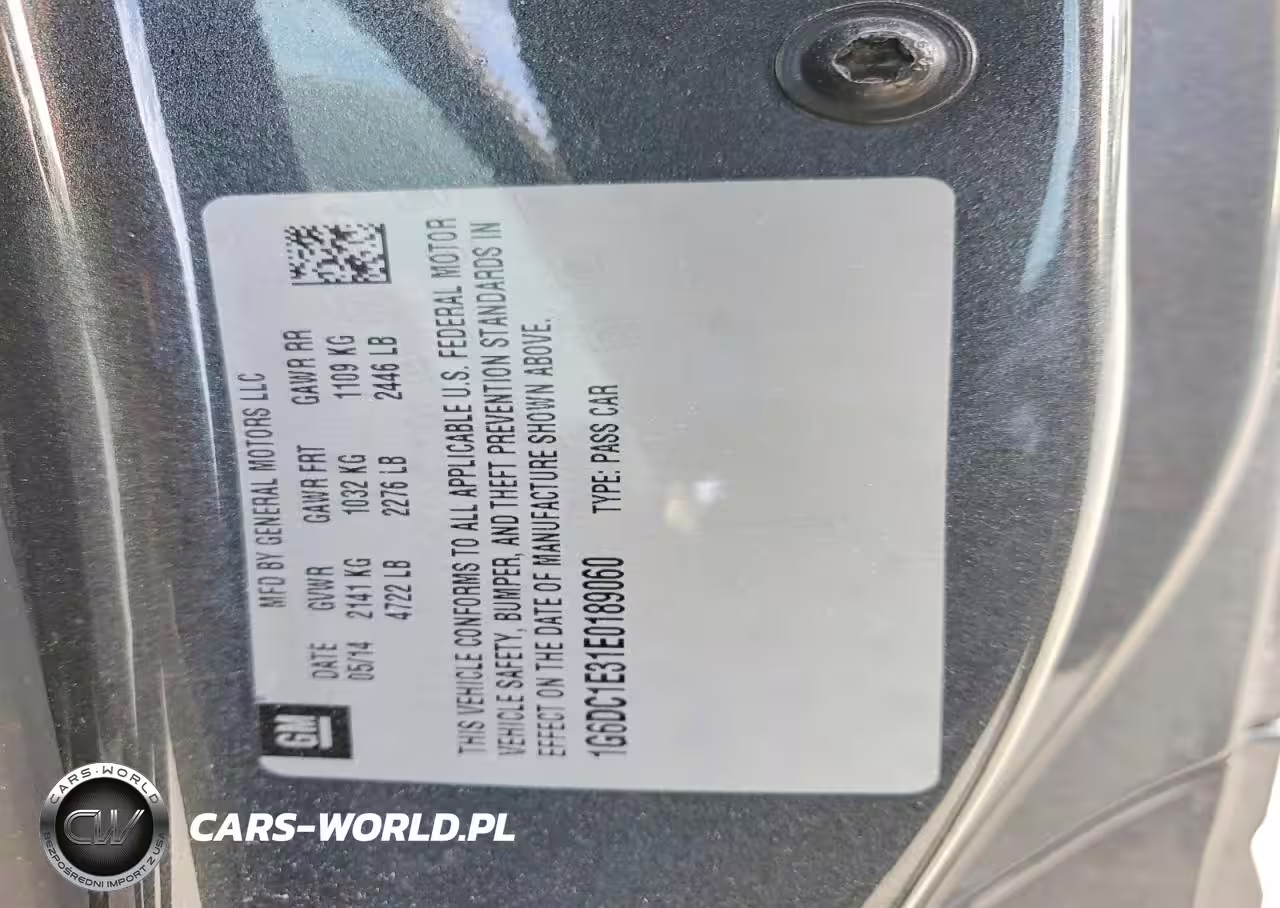 GM
MFD BY GENERAL MOTORS LLC
DATE GVWR GAWR FRT GAWR RR
05/14 2141 KG 1032 KG 1109 KG
4722 LB 2276 LB 2446 LB
THIS VEHICLE CONFORMS TO ALL APPLICABLE U.S. FEDERAL MOTOR
VEHICLE SAFETY, BUMPER, AND THEFT PREVENTION STANDARDS IN
EFFECT ON THE DATE OF MANUFACTURE SHOWN ABOVE.
1G6DC1E31E0189060 TYPE: PASS CAR
CARS-WORLD
CW
BEZPOŚREDNI IMPORT Z USA
CARS-WORLD.PL